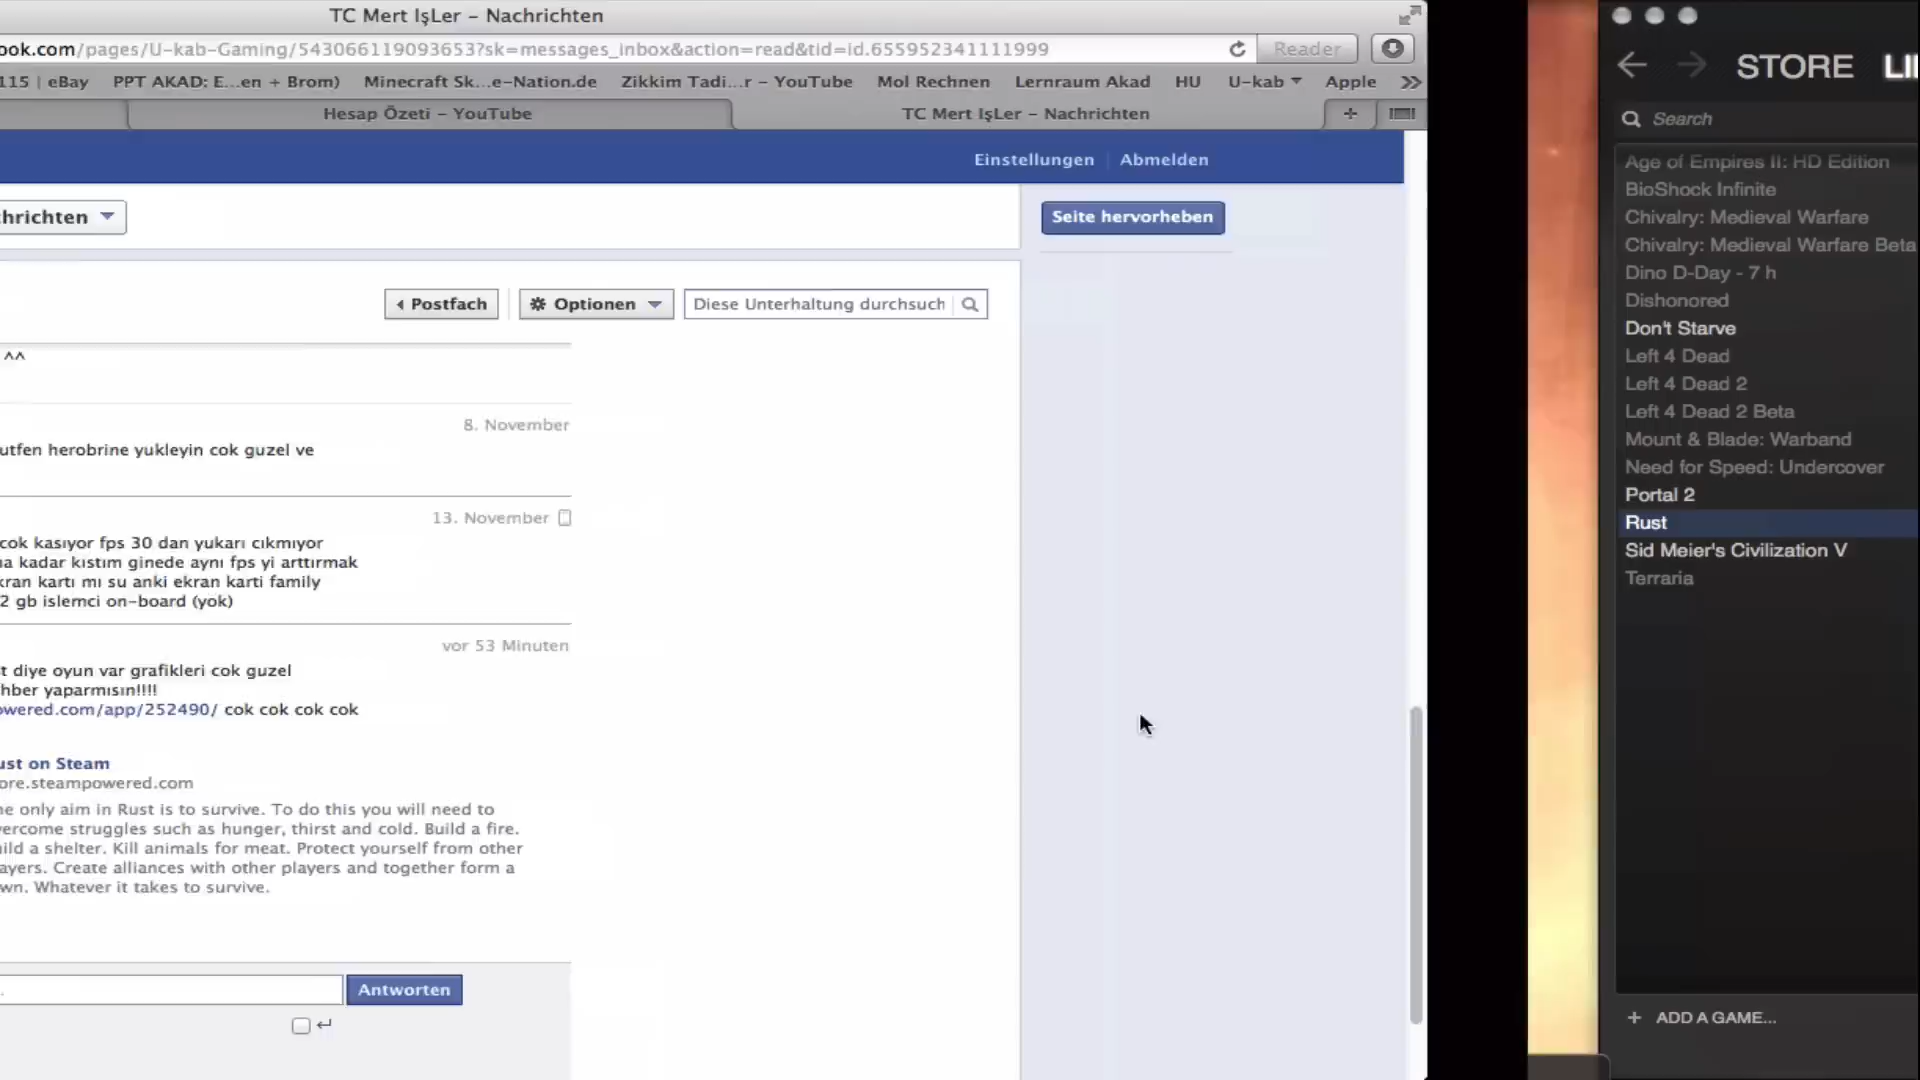 TC Mert IşLer – Nachrichten
ook.com/pages/U-kab-Gaming/543066119093653?sk=messages_inbox&action=read&tid=id.655952341111999
Reader
115 | eBay
PPT AKAD: E...en + Brom)
Minecraft Sk...e-Nation.de
Zikkim Tadi...r – YouTube
Mol Rechnen
Lernraum Akad
HU
U-kab
Apple
Hesap Özeti – YouTube
TC Mert IşLer – Nachrichten
Einstellungen
Abmelden
hrichten
Seite hervorheben
Postfach
Optionen
Diese Unterhaltung durchsuch
^^
8. November
utfen herobrine yukleyin cok guzel ve
13. November
cok kasıyor fps 30 dan yukarı cıkmıyor
a kadar kıstım ginede aynı fps yi arttırmak
kran kartı mı su anki ekran karti family
2 gb islemci on-board (yok)
vor 53 Minuten
t diye oyun var grafikleri cok guzel
hber yaparmısın!!!!
owered.com/app/252490/ cok cok cok cok
ust on Steam
ore.steampowered.com
he only aim in Rust is to survive. To do this you will need to
vercome struggles such as hunger, thirst and cold. Build a fire.
uild a shelter. Kill animals for meat. Protect yourself from other
ayers. Create alliances with other players and together form a
wn. Whatever it takes to survive.
Antworten
STORE
LI
Search
Age of Empires II: HD Edition
BioShock Infinite
Chivalry: Medieval Warfare
Chivalry: Medieval Warfare Beta
Dino D-Day - 7 h
Dishonored
Don't Starve
Left 4 Dead
Left 4 Dead 2
Left 4 Dead 2 Beta
Mount & Blade: Warband
Need for Speed: Undercover
Portal 2
Rust
Sid Meier's Civilization V
Terraria
+ ADD A GAME...